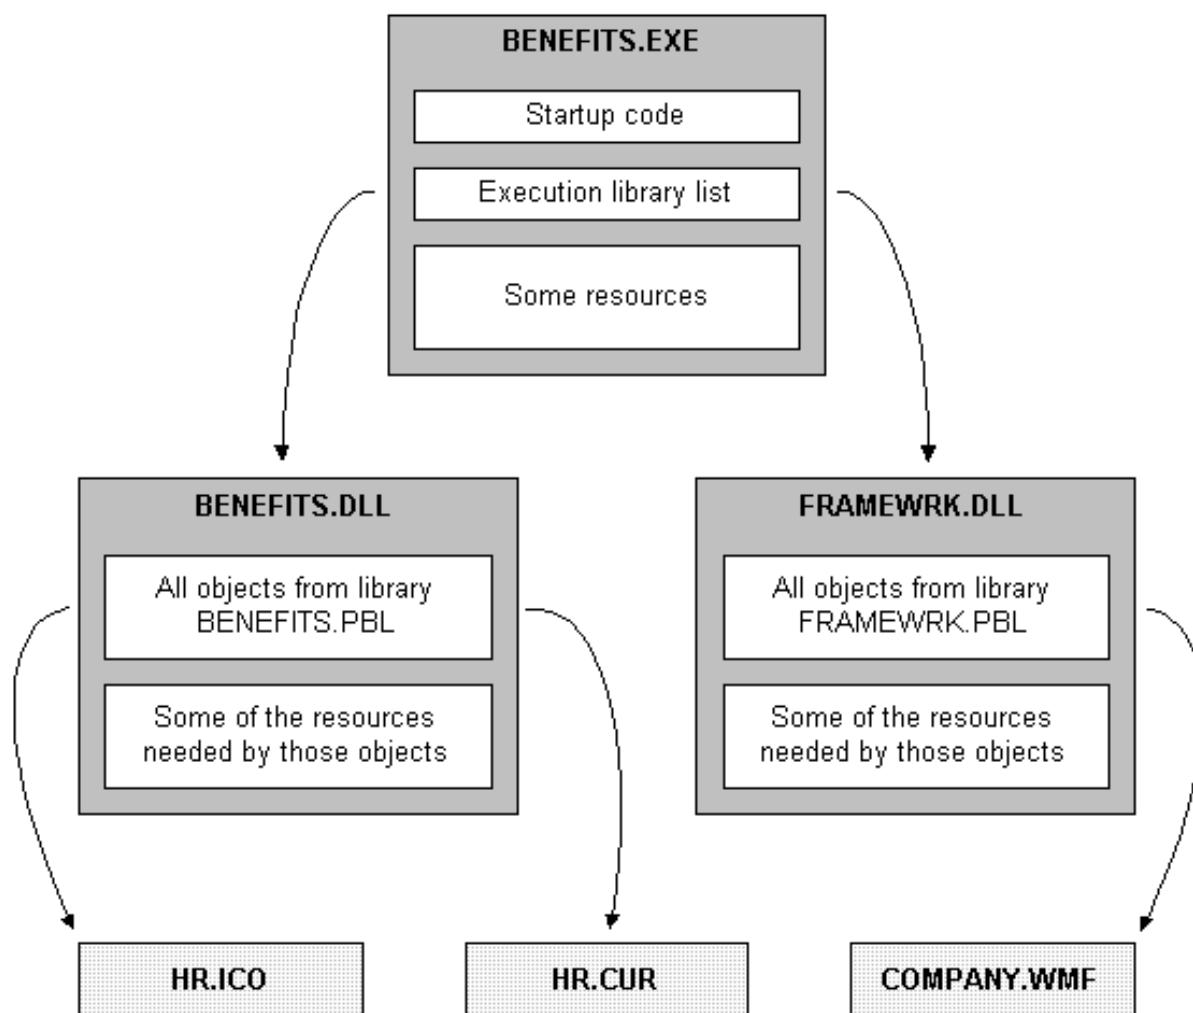 BENEFITS.EXE
Startup code
Execution library list
Some resources
BENEFITS.DLL
All objects from library
BENEFITS.PBL
Some of the resources
needed by those objects
FRAMEWRK.DLL
All objects from library
FRAMEWRK.PBL
Some of the resources
needed by those objects
HR.ICO
HR.CUR
COMPANY.WMF